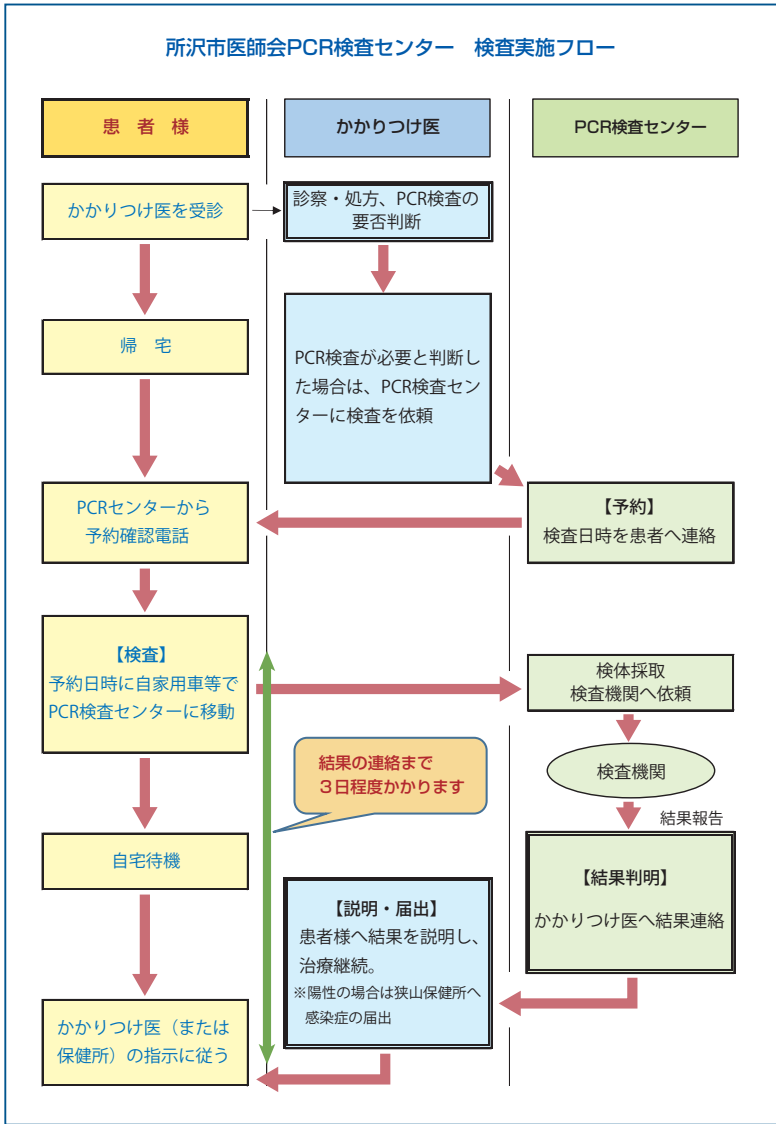 所沢市医師会PCR検査センター　検査実施フロー
患　者　様
かかりつけ医
PCR検査センター
かかりつけ医を受診
診察・処方、PCR検査の
要否判断
帰　宅
PCR検査が必要と判断し
た場合は、PCR検査セン
ターに検査を依頼
PCRセンターから
予約確認電話
【予約】
検査日時を患者へ連絡
【検査】
予約日時に自家用車等で
PCR検査センターに移動
検体採取
検査機関へ依頼
結果の連絡まで
３日程度かかります
検査機関
結果報告
自宅待機
【結果判明】
かかりつけ医へ結果連絡
【説明・届出】
患者様へ結果を説明し、
治療継続。
※陽性の場合は狭山保健所へ
感染症の届出
かかりつけ医（または
保健所）の指示に従う